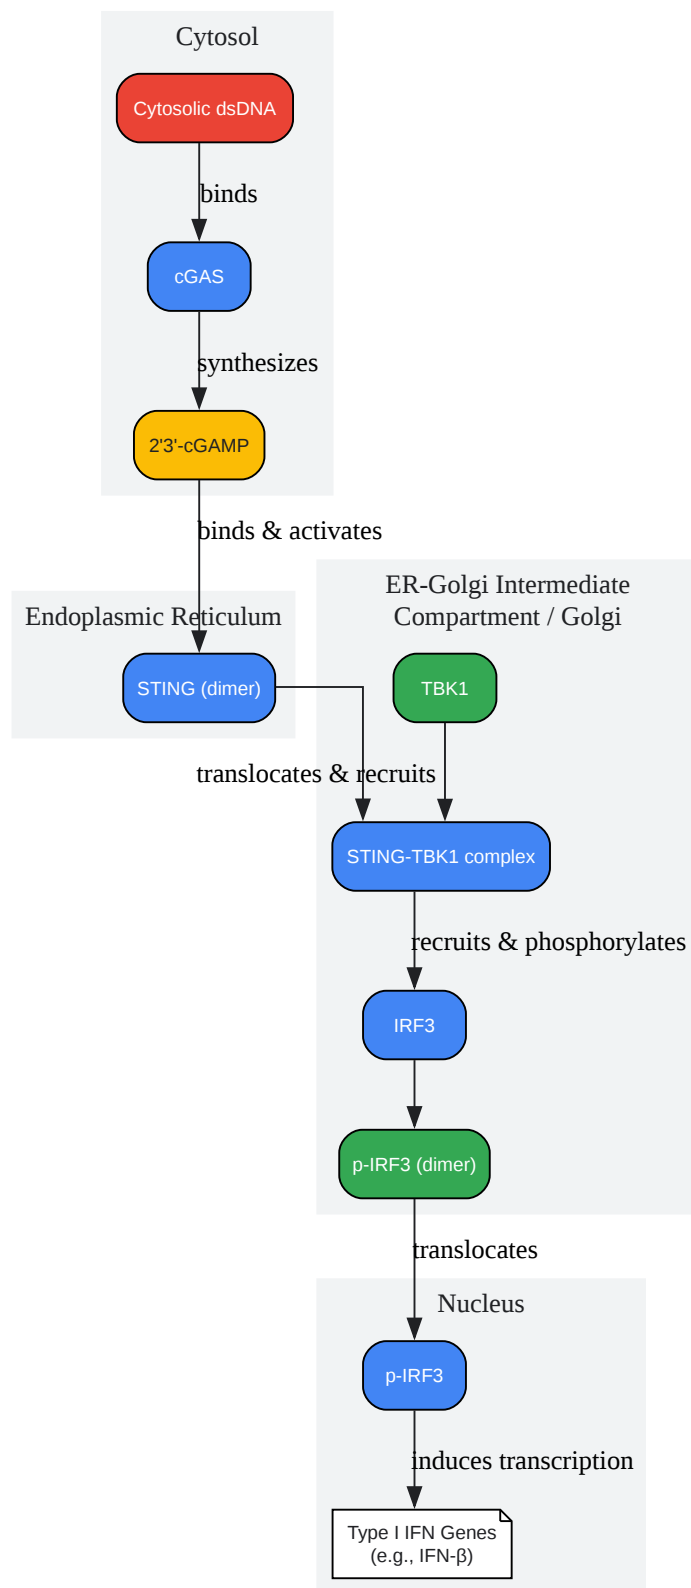 Cytosol
Cytosolic dsDNA
binds
cGAS
synthesizes
2'3'-cGAMP
binds & activates
Endoplasmic Reticulum
STING (dimer)
ER-Golgi Intermediate
Compartment / Golgi
TBK1
translocates & recruits
STING-TBK1 complex
recruits & phosphorylates
IRF3
p-IRF3 (dimer)
translocates
Nucleus
p-IRF3
induces transcription
Type I IFN Genes
(e.g., IFN-β)